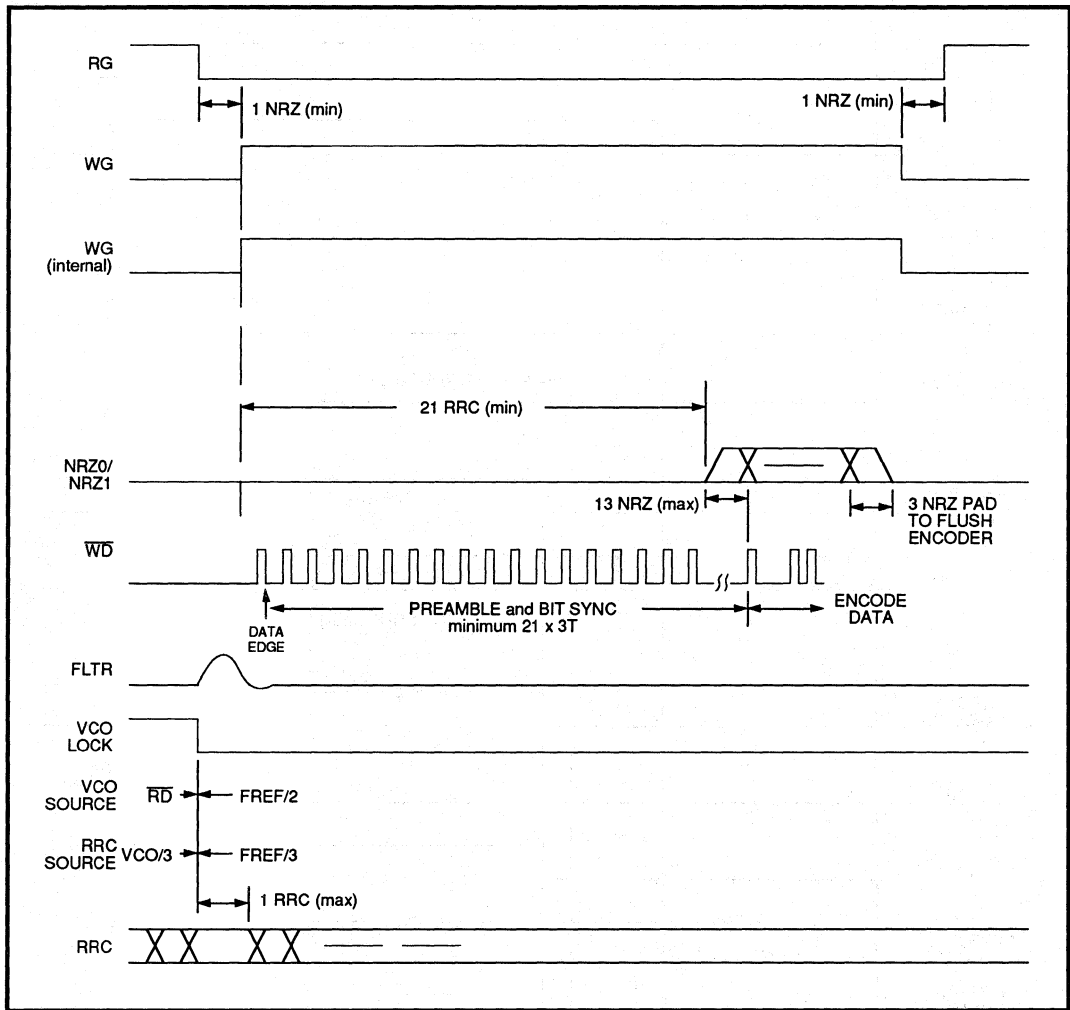 RG
1 NRZ (min)
1 NRZ (min)
WG
WG
(internal)
21 RRC (min)
NRZ0/
NRZ1
13 NRZ (max)
3 NRZ PAD
TO FLUSH
ENCODER
WD
DATA
EDGE
PREAMBLE and BIT SYNC
minimum 21 x 3T
ENCODE
DATA
FLTR
VCO
LOCK
VCO
SOURCE
RD
FREF/2
RRC
SOURCE
VCO/3
FREF/3
1 RRC (max)
RRC